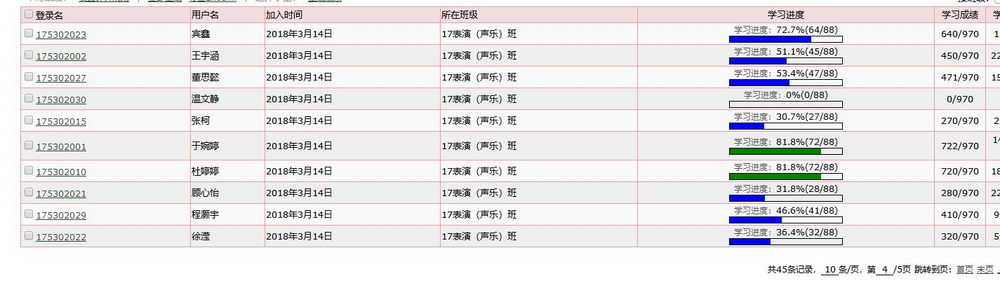 登录名 用户名 加入时间 所在班级 学习进度 学习成绩
175302023 宾鑫 2018年3月14日 17表演（声乐）班 学习进度：72.7%(64/88) 640/970
175302002 王宇涵 2018年3月14日 17表演（声乐）班 学习进度：51.1%(45/88) 450/970
175302027 董思懿 2018年3月14日 17表演（声乐）班 学习进度：53.4%(47/88) 471/970
175302030 温文静 2018年3月14日 17表演（声乐）班 学习进度：0%(0/88) 0/970
175302015 张柯 2018年3月14日 17表演（声乐）班 学习进度：30.7%(27/88) 270/970
175302001 于婉婷 2018年3月14日 17表演（声乐）班 学习进度：81.8%(72/88) 722/970
175302010 杜婷婷 2018年3月14日 17表演（声乐）班 学习进度：81.8%(72/88) 720/970
175302021 顾心怡 2018年3月14日 17表演（声乐）班 学习进度：31.8%(28/88) 280/970
175302029 程灏宇 2018年3月14日 17表演（声乐）班 学习进度：46.6%(41/88) 410/970
175302022 徐滢 2018年3月14日 17表演（声乐）班 学习进度：36.4%(32/88) 320/970
共45条记录， 10 条/页，第 4 /5页 跳转到页：首页 末页